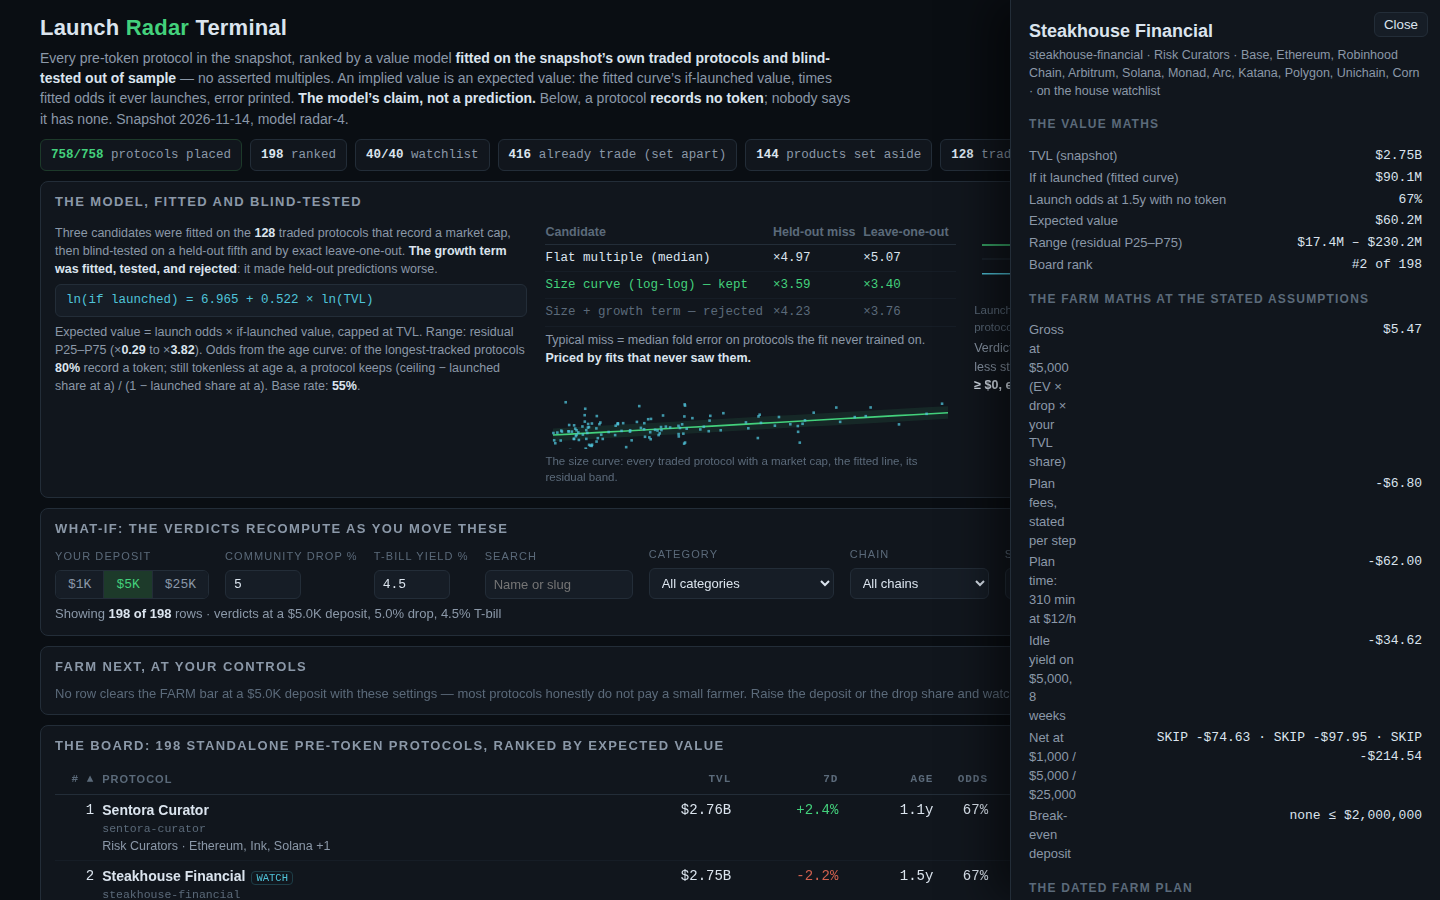 Launch Radar Terminal
Every pre-token protocol in the snapshot, ranked by a value model fitted on the snapshot's own traded protocols and blind-
tested out of sample — no asserted multiples. An implied value is an expected value: the fitted curve's if-launched value, times
fitted odds it ever launches, error printed. The model's claim, not a prediction. Below, a protocol records no token; nobody says
it has none. Snapshot 2026-11-14, model radar-4.
758/758 protocols placed
198 ranked
40/40 watchlist
416 already trade (set apart)
144 products set aside
128 trad
THE MODEL, FITTED AND BLIND-TESTED
Three candidates were fitted on the 128 traded protocols that record a market cap,
then blind-tested on a held-out fifth and by exact leave-one-out. The growth term
was fitted, tested, and rejected: it made held-out predictions worse.
ln(if launched) = 6.965 + 0.522 × ln(TVL)
Expected value = launch odds × if-launched value, capped at TVL. Range: residual
P25–P75 (×0.29 to ×3.82). Odds from the age curve: of the longest-tracked protocols
80% record a token; still tokenless at age a, a protocol keeps (ceiling − launched
share at a) / (1 − launched share at a). Base rate: 55%.
Candidate Held-out miss Leave-one-out
Flat multiple (median) ×4.97 ×5.07
Size curve (log-log) — kept ×3.59 ×3.40
Size + growth term — rejected ×4.23 ×3.76
Typical miss = median fold error on protocols the fit never trained on.
Priced by fits that never saw them.
The size curve: every traded protocol with a market cap, the fitted line, its
residual band.
Launch
protoco
Verdic
less st
≥ $0, e
WHAT-IF: THE VERDICTS RECOMPUTE AS YOU MOVE THESE
YOUR DEPOSIT COMMUNITY DROP % T-BILL YIELD % SEARCH CATEGORY CHAIN S
$1K $5K $25K 5 4.5 Name or slug All categories All chains
Showing 198 of 198 rows · verdicts at a $5.0K deposit, 5.0% drop, 4.5% T-bill
FARM NEXT, AT YOUR CONTROLS
No row clears the FARM bar at a $5.0K deposit with these settings — most protocols honestly do not pay a small farmer. Raise the deposit or the drop share and watc
THE BOARD: 198 STANDALONE PRE-TOKEN PROTOCOLS, RANKED BY EXPECTED VALUE
# ▲ PROTOCOL TVL 7D AGE ODDS
1 Sentora Curator $2.76B +2.4% 1.1y 67%
sentora-curator
Risk Curators · Ethereum, Ink, Solana +1
2 Steakhouse Financial WATCH $2.75B -2.2% 1.5y 67%
steakhouse-financial
Steakhouse Financial
Close
steakhouse-financial · Risk Curators · Base, Ethereum, Robinhood
Chain, Arbitrum, Solana, Monad, Arc, Katana, Polygon, Unichain, Corn
· on the house watchlist
THE VALUE MATHS
TVL (snapshot) $2.75B
If it launched (fitted curve) $90.1M
Launch odds at 1.5y with no token 67%
Expected value $60.2M
Range (residual P25–P75) $17.4M – $230.2M
Board rank #2 of 198
THE FARM MATHS AT THE STATED ASSUMPTIONS
Gross $5.47
at
$5,000
(EV ×
drop ×
your
TVL
share)
Plan -$6.80
fees,
stated
per step
Plan -$62.00
time:
310 min
at $12/h
Idle -$34.62
yield on
$5,000,
8
weeks
Net at SKIP -$74.63 · SKIP -$97.95 · SKIP
$1,000 / -$214.54
$5,000 /
$25,000
Break- none ≤ $2,000,000
even
deposit
THE DATED FARM PLAN